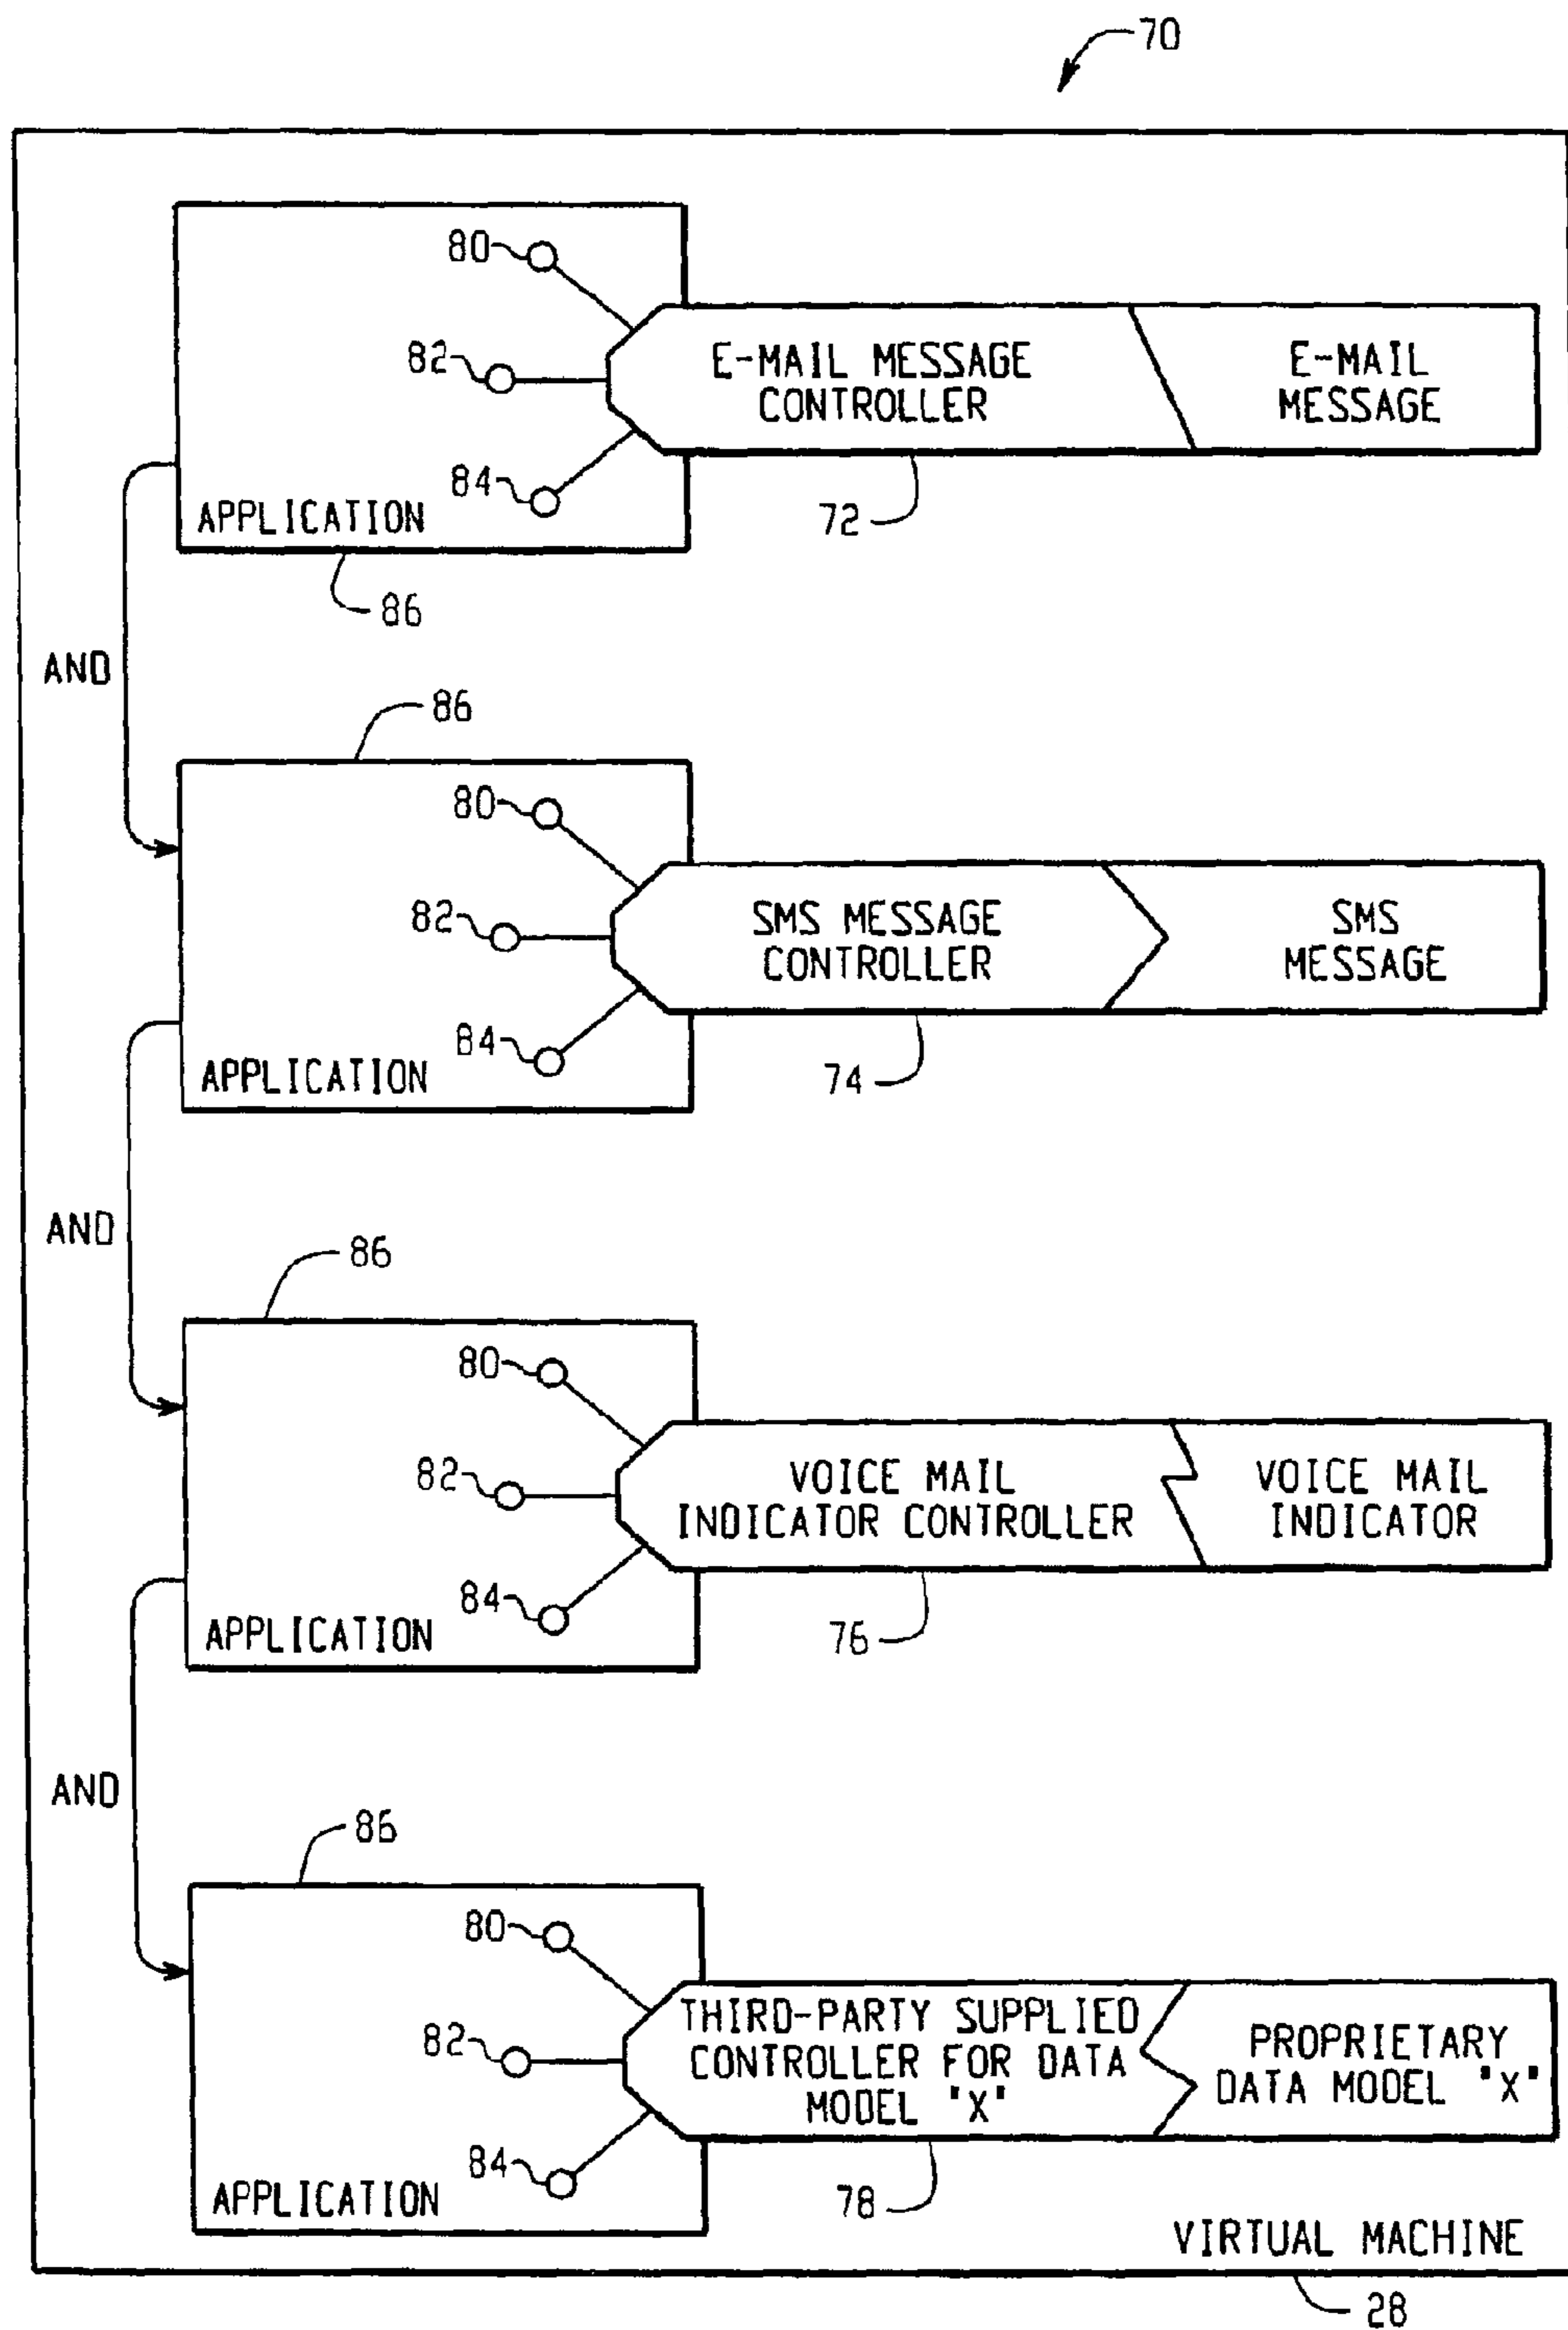 70
80
82
84
E-MAIL MESSAGE
CONTROLLER
E-MAIL
MESSAGE
72
APPLICATION
86
AND
86
80
82
84
SMS MESSAGE
CONTROLLER
SMS
MESSAGE
74
APPLICATION
AND
86
80
82
84
VOICE MAIL
INDICATOR CONTROLLER
VOICE MAIL
INDICATOR
76
APPLICATION
AND
86
80
82
84
THIRD-PARTY SUPPLIED
CONTROLLER FOR DATA
MODEL "X"
PROPRIETARY
DATA MODEL "X"
78
APPLICATION
VIRTUAL MACHINE
28